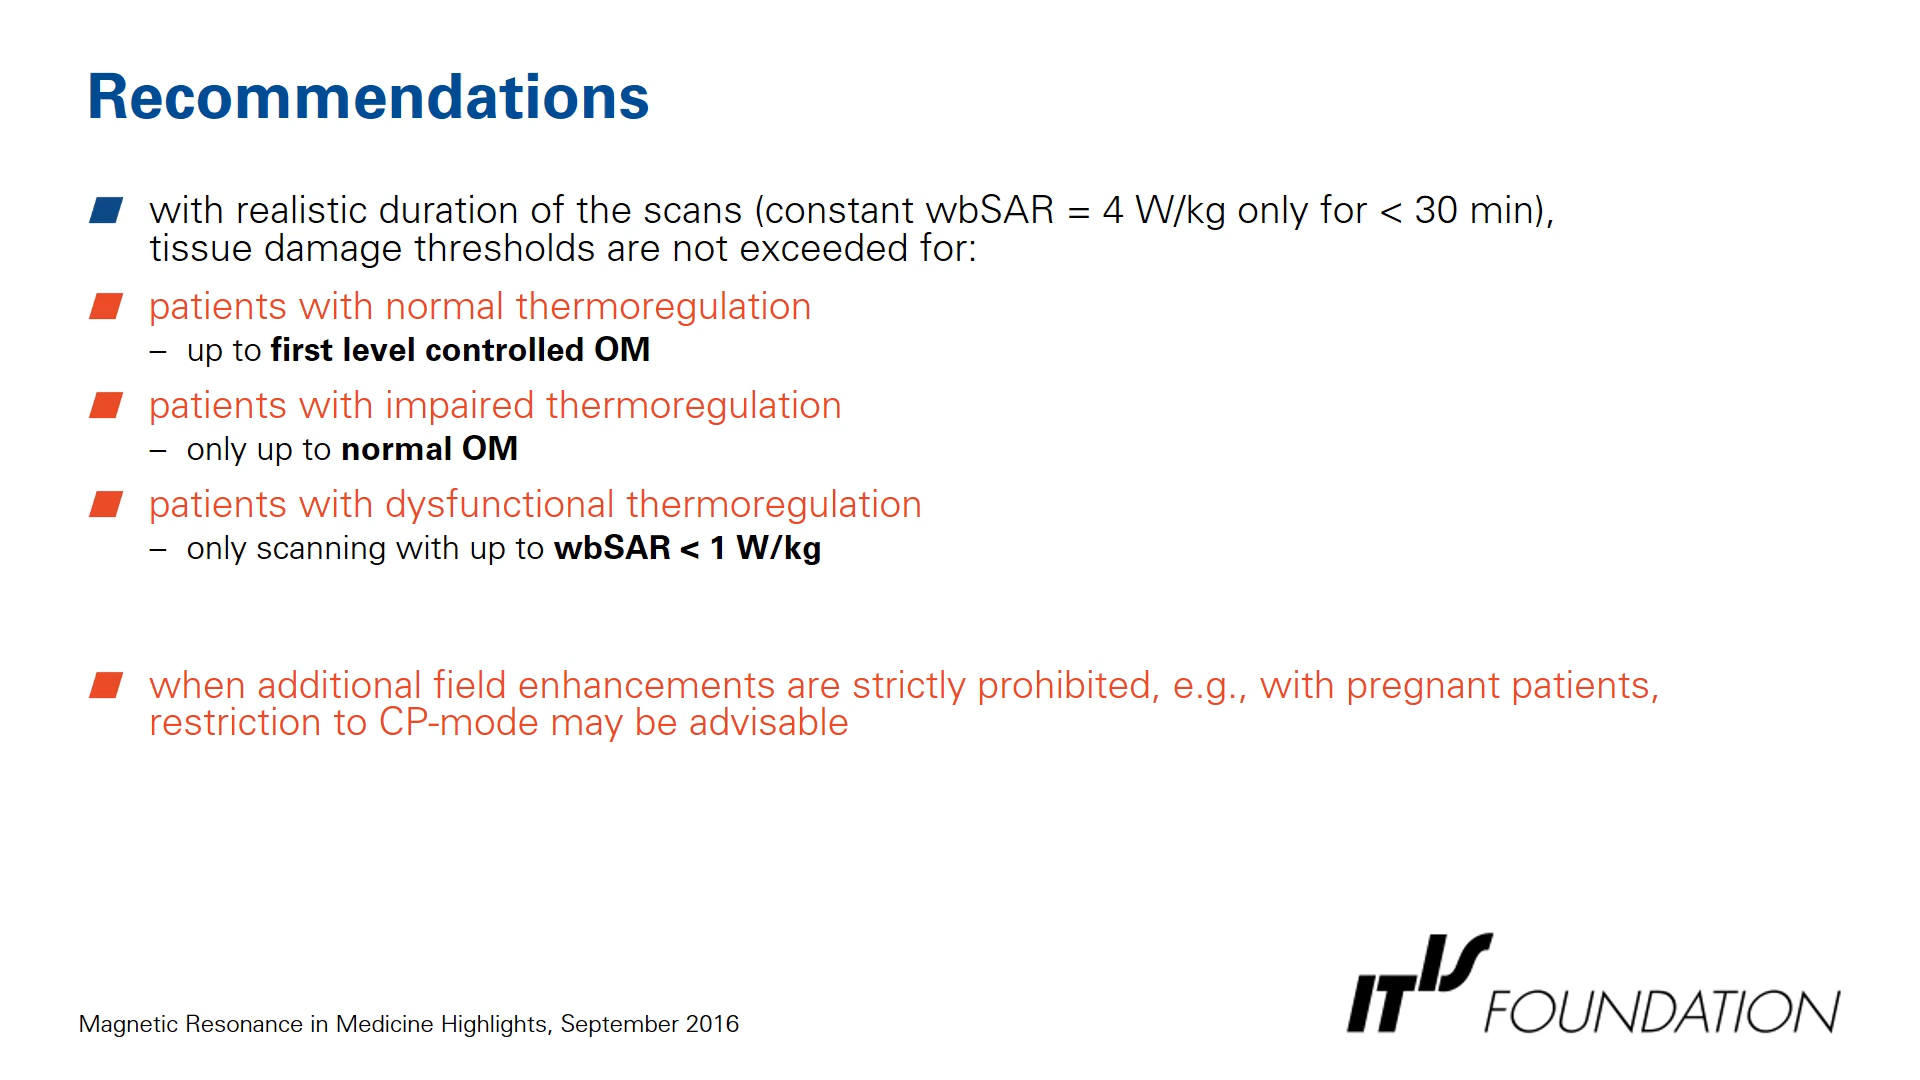 Recommendations
with realistic duration of the scans (constant wbSAR = 4 W/kg only for < 30 min),
tissue damage thresholds are not exceeded for:
patients with normal thermoregulation
– up to first level controlled OM
patients with impaired thermoregulation
– only up to normal OM
patients with dysfunctional thermoregulation
– only scanning with up to wbSAR < 1 W/kg
when additional field enhancements are strictly prohibited, e.g., with pregnant patients,
restriction to CP-mode may be advisable
IT'IS FOUNDATION
Magnetic Resonance in Medicine Highlights, September 2016